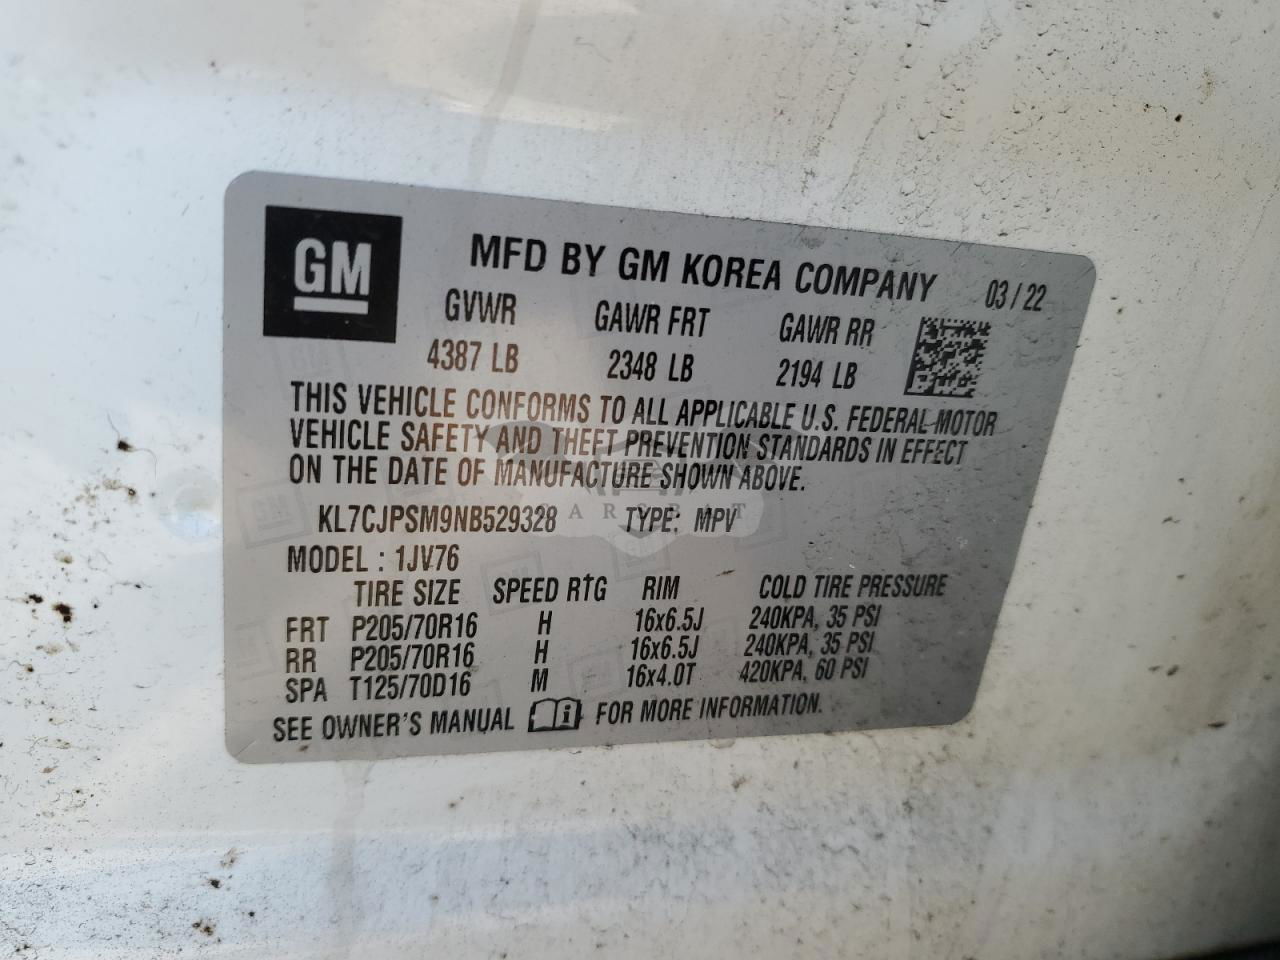 GM
MFD BY GM KOREA COMPANY 03/22
GVWR GAWR FRT GAWR RR
4387 LB 2348 LB 2194 LB
THIS VEHICLE CONFORMS TO ALL APPLICABLE U.S. FEDERAL MOTOR
VEHICLE SAFETY AND THEFT PREVENTION STANDARDS IN EFFECT
ON THE DATE OF MANUFACTURE SHOWN ABOVE.
KL7CJPSM9NB529328 TYPE: MPV
MODEL : 1JV76
TIRE SIZE SPEED RTG RIM COLD TIRE PRESSURE
FRT P205/70R16 H 16x6.5J 240KPA, 35 PSI
RR P205/70R16 H 16x6.5J 240KPA, 35 PSI
SPA T125/70D16 M 16x4.0T 420KPA, 60 PSI
SEE OWNER'S MANUAL i FOR MORE INFORMATION.